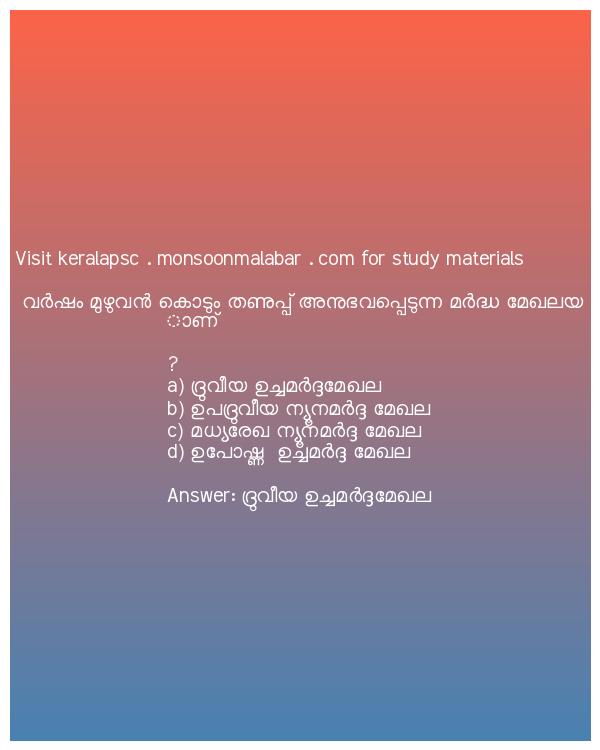 Visit keralapsc . monsoonmalabar . com for study materials
വർഷം മുഴുവൻ കൊടും തണുപ്പ് അനുഭവപ്പെടുന്ന മർദ്ധ മേഖലയ
ാണ്
?
a) ദ്രുവീയ ഉച്ചമർദ്ദമേഖല
b) ഉപദ്രുവീയ ന്യൂനമർദ്ദ മേഖല
c) മധ്യരേഖ ന്യൂനമർദ്ദ മേഖല
d) ഉപോഷ്ണ  ഉച്ചമർദ്ദ മേഖല
Answer: ദ്രുവീയ ഉച്ചമർദ്ദമേഖല